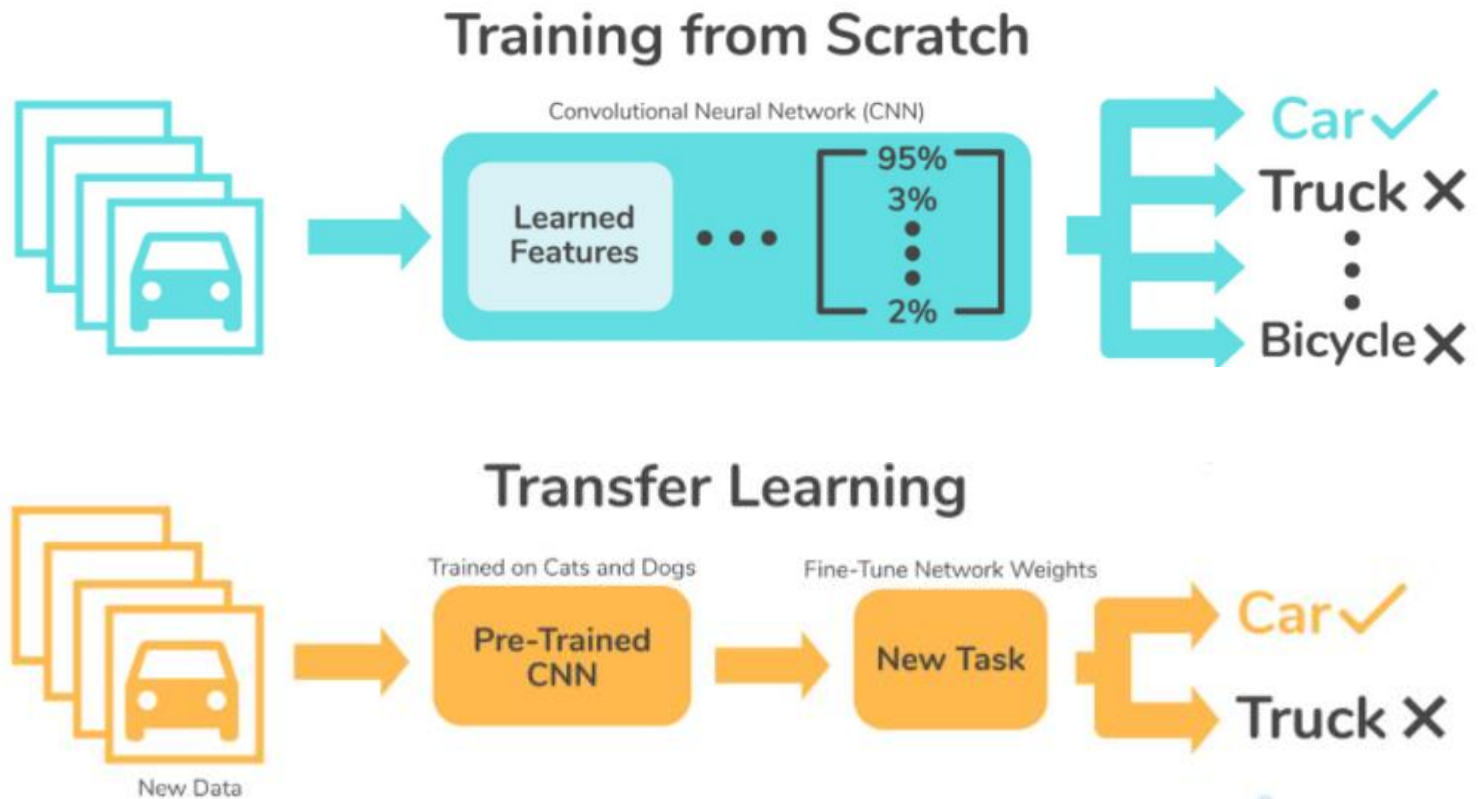 Training from Scratch
Convolutional Neural Network (CNN)
Learned
Features
95%
3%
2%
Car
Truck
Bicycle
Transfer Learning
Trained on Cats and Dogs
Pre-Trained
CNN
Fine-Tune Network Weights
New Task
Car
Truck
New Data